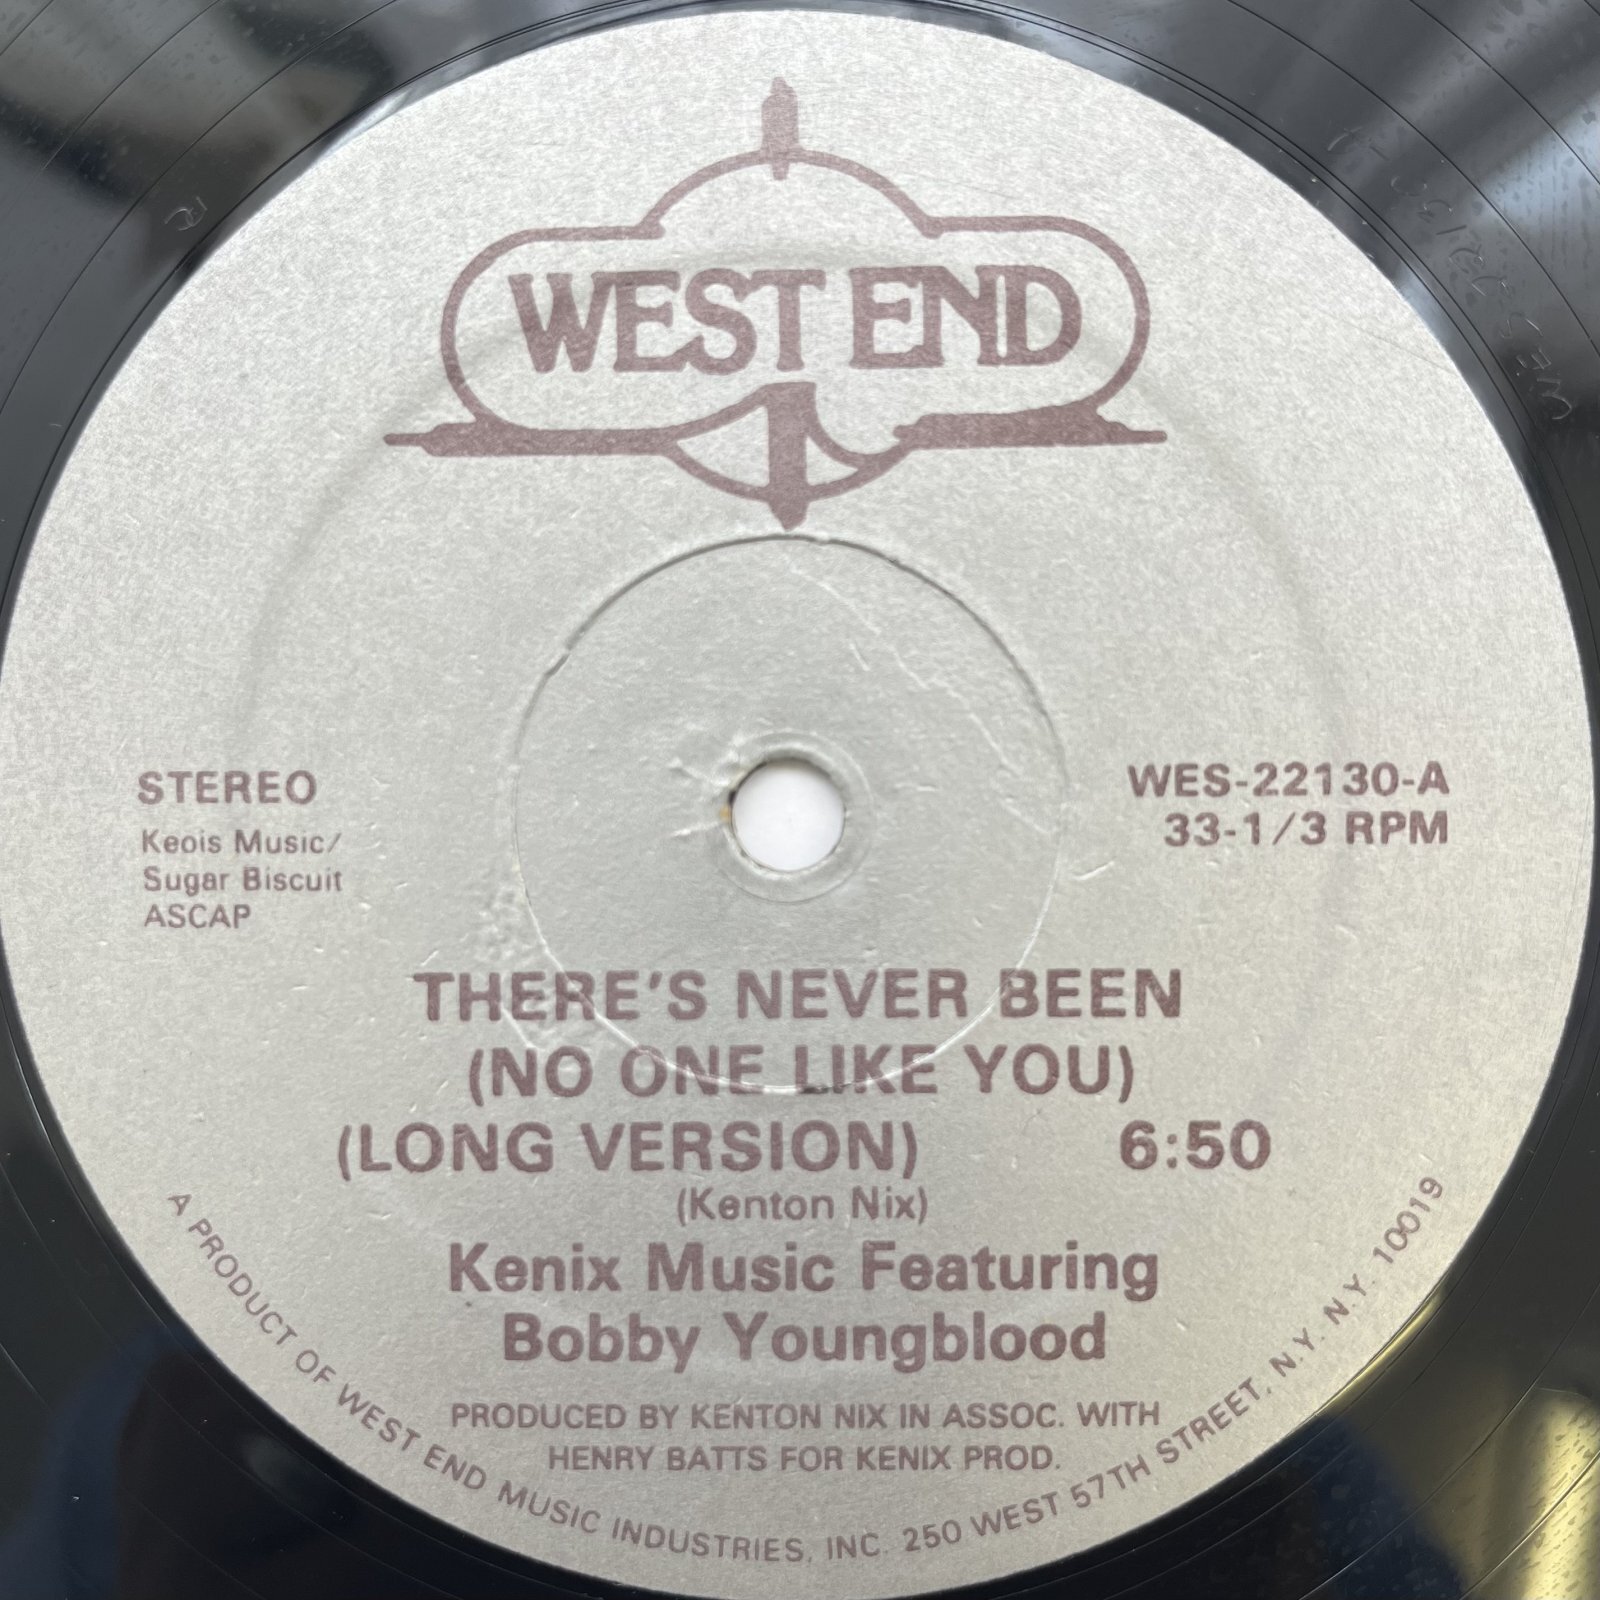 WEST END
STEREO
Keois Music/
Sugar Biscuit
ASCAP
WES-22130-A
33-1/3 RPM
THERE'S NEVER BEEN
(NO ONE LIKE YOU)
(LONG VERSION) 6:50
(Kenton Nix)
Kenix Music Featuring
Bobby Youngblood
PRODUCED BY KENTON NIX IN ASSOC. WITH
HENRY BATTS FOR KENIX PROD.
A PRODUCT OF WEST END MUSIC INDUSTRIES, INC. 250 WEST 57TH STREET, N.Y. N.Y. 10019